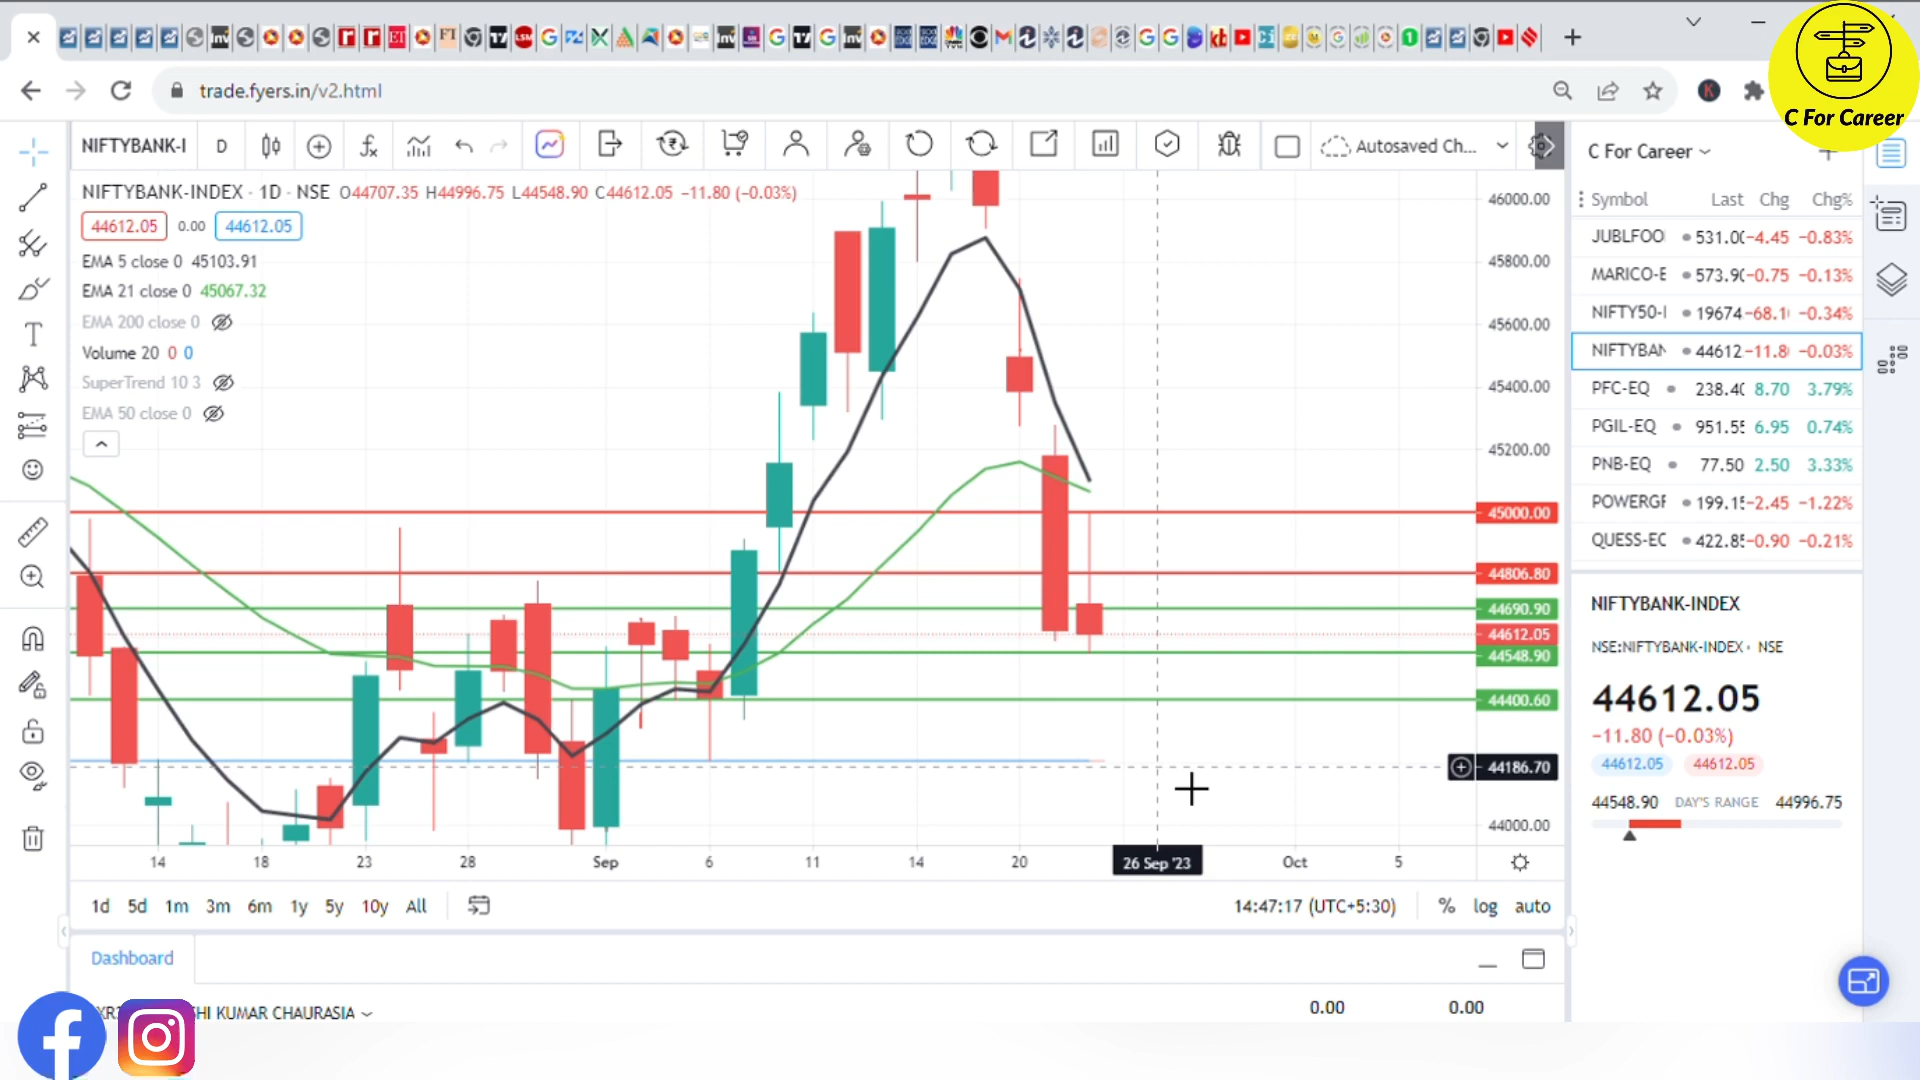 trade.fyers.in/v2.html
C For Career
NIFTYBANK-I D Autosaved Ch...
C For Career
NIFTYBANK-INDEX · 1D · NSE O44707.35 H44996.75 L44548.90 C44612.05 −11.80 (−0.03%)
44612.05 0.00 44612.05
EMA 5 close 0 45103.91
EMA 21 close 0 45067.32
EMA 200 close 0
Volume 20 0 0
SuperTrend 10 3
EMA 50 close 0
46000.00
45800.00
45600.00
45400.00
45200.00
45000.00
44806.80
44690.90
44612.05
44548.90
44400.60
44186.70
44000.00
14 18 23 28 Sep 6 11 14 20 26 Sep '23 Oct 5
1d 5d 1m 3m 6m 1y 5y 10y All
14:47:17 (UTC+5:30) % log auto
Dashboard
HI KUMAR CHAURASIA 0.00 0.00
Symbol Last Chg Chg%
JUBLFOO 531.0 −4.45 −0.83%
MARICO-E 573.9 −0.75 −0.13%
NIFTY50-I 19674 −68.1 −0.34%
NIFTYBAN 44612 −11.8 −0.03%
PFC-EQ 238.4 8.70 3.79%
PGIL-EQ 951.5 6.95 0.74%
PNB-EQ 77.50 2.50 3.33%
POWERGF 199.1 −2.45 −1.22%
QUESS-EC 422.8 −0.90 −0.21%
NIFTYBANK-INDEX
NSE:NIFTYBANK-INDEX · NSE
44612.05
−11.80 (−0.03%)
44612.05 44612.05
44548.90 DAY'S RANGE 44996.75